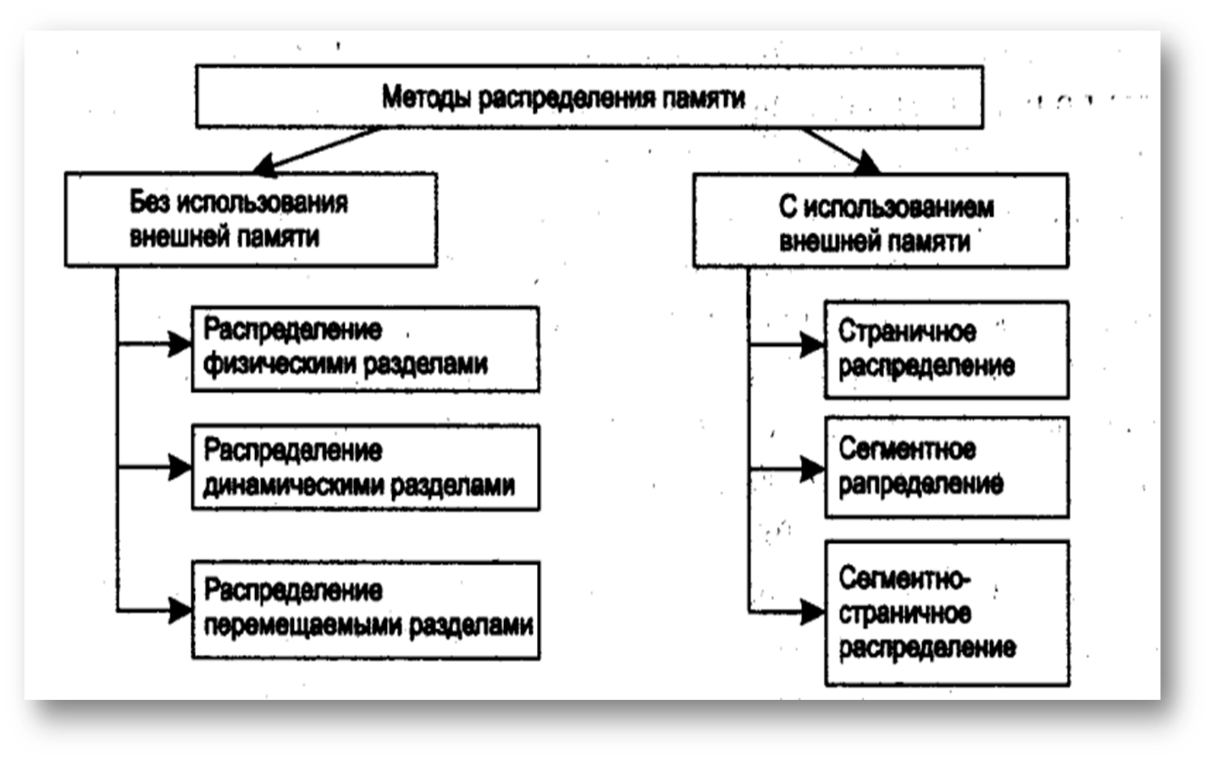 Методы распределения памяти
Без использования
внешней памяти
Распределение
физическими разделами
Распределение
динамическими разделами
Распределение
перемещаемыми разделами
С использованием
внешней памяти
Страничное
распределение
Сегментное
рапределение
Сегментно-
страничное
распределение